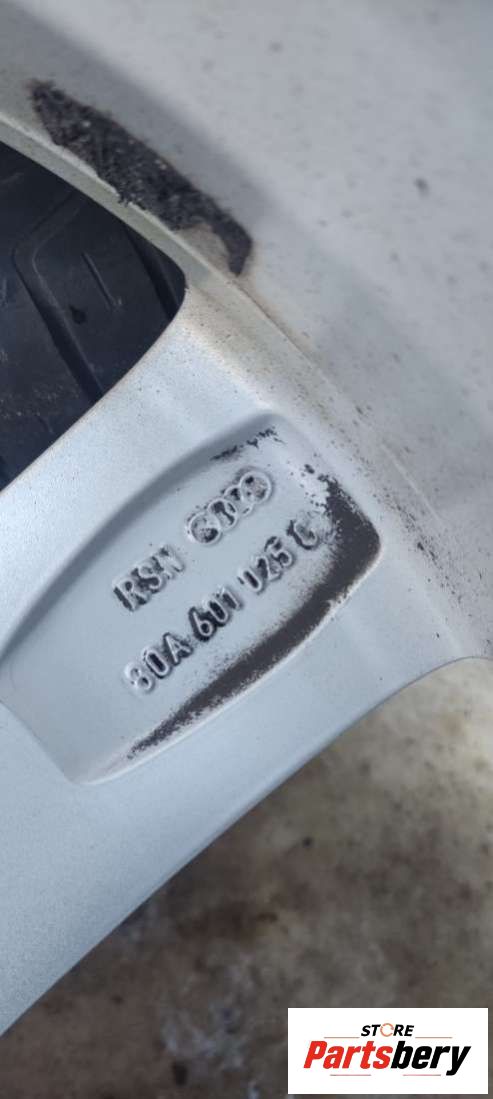 RSN
80A 601 025 G
STORE
Partsbery